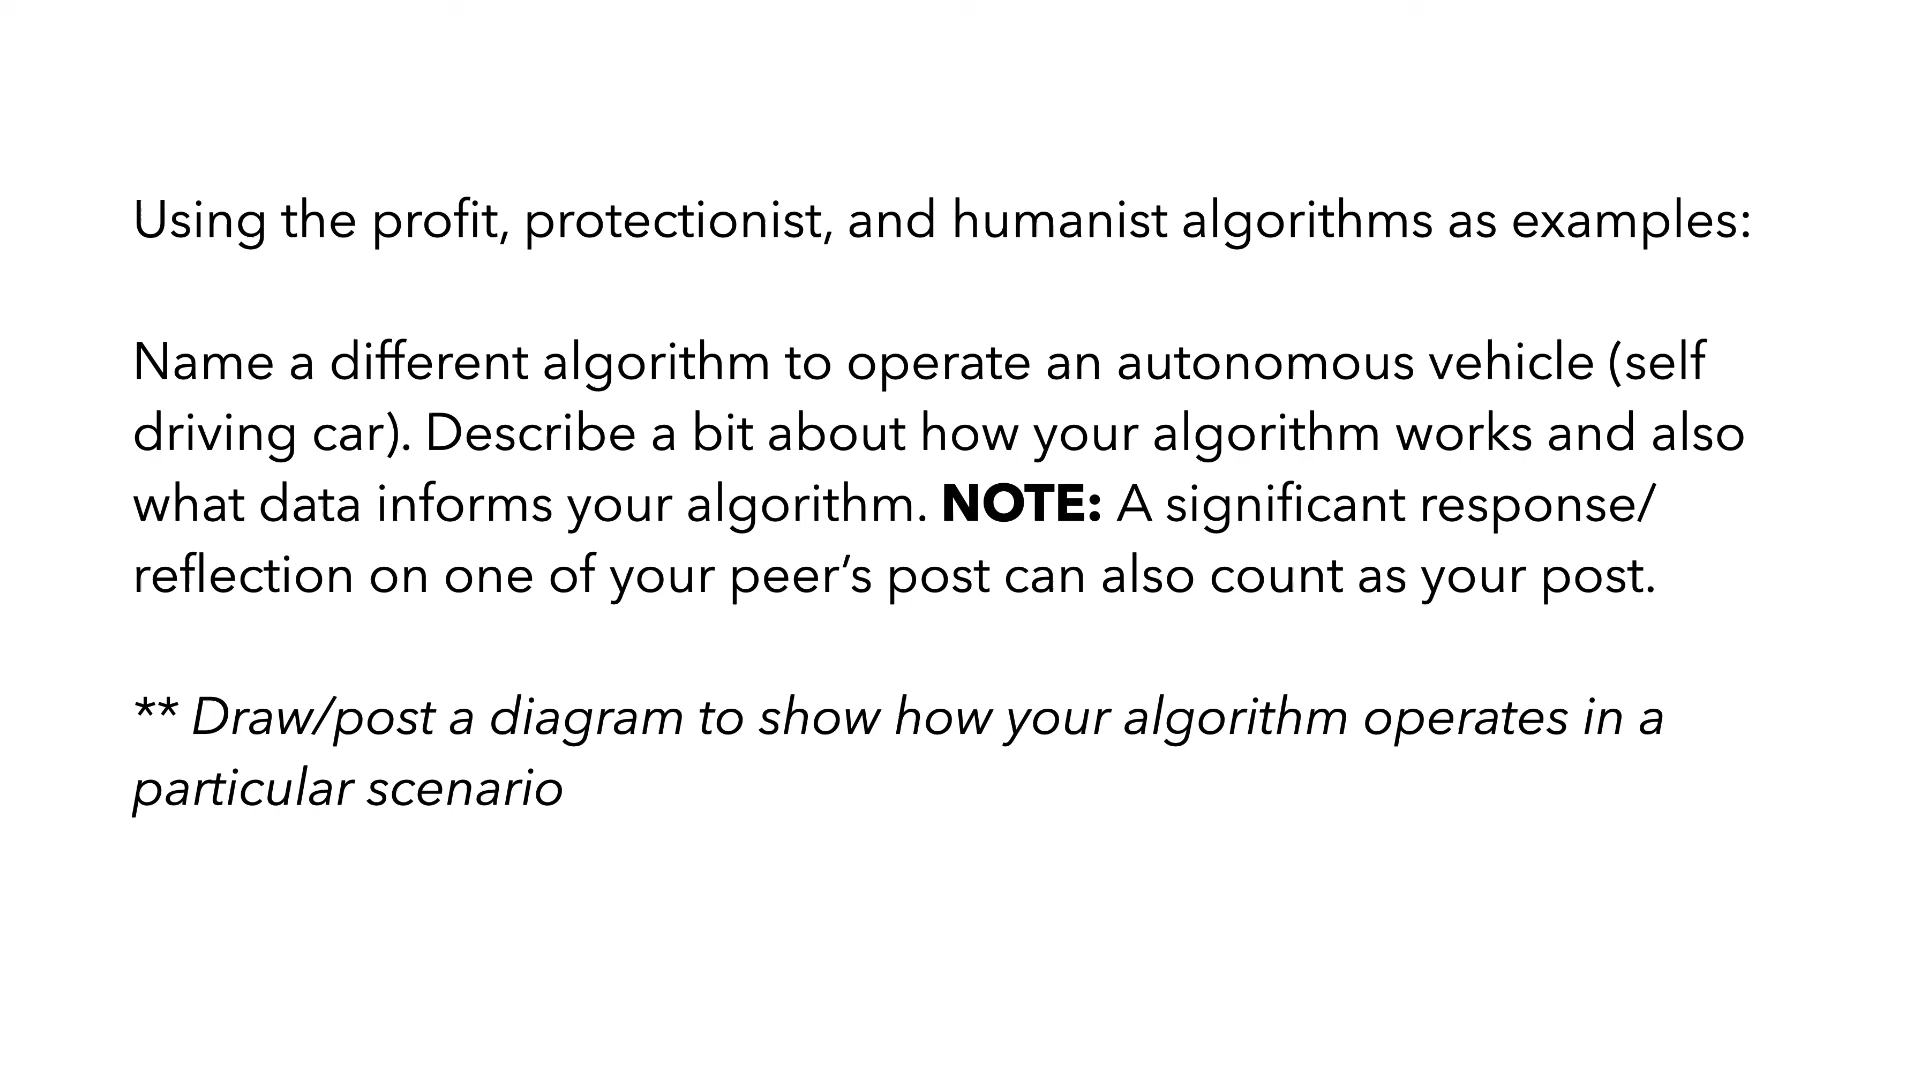 Using the profit, protectionist, and humanist algorithms as examples:
Name a different algorithm to operate an autonomous vehicle (self
driving car). Describe a bit about how your algorithm works and also
what data informs your algorithm. NOTE: A significant response/
reflection on one of your peer’s post can also count as your post.
** Draw/post a diagram to show how your algorithm operates in a
particular scenario